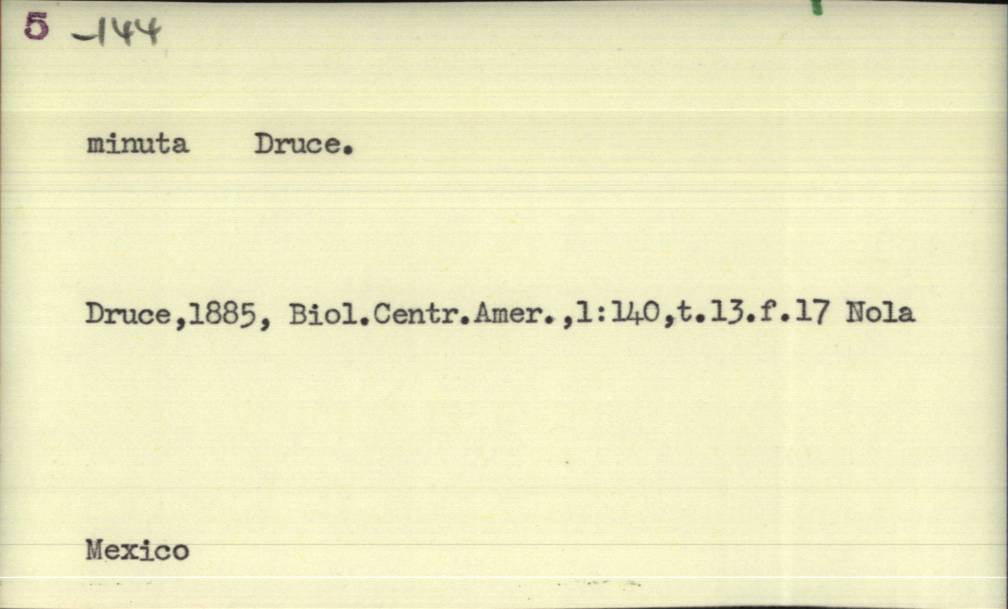 5 -144
minuta Druce.
Druce,1885, Biol.Centr.Amer.,1:140,t.13.f.17 Nola
Mexico